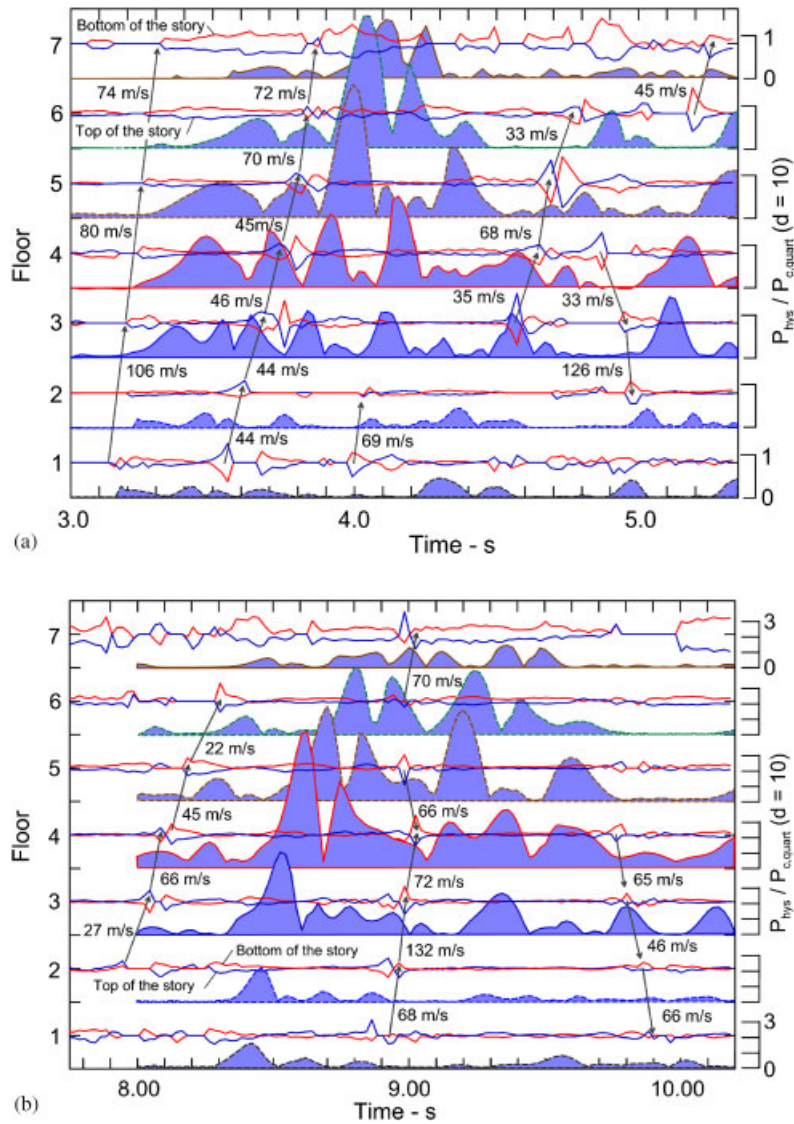 Bottom of the story
7
1
0
74 m/s
72 m/s
45 m/s
6
Top of the story
33 m/s
70 m/s
5
80 m/s
45m/s
68 m/s
Floor
4
P_hys / P_c,quart (d = 10)
46 m/s
35 m/s
33 m/s
3
106 m/s
44 m/s
126 m/s
2
44 m/s
69 m/s
1
1
0
3.0
4.0
5.0
(a)
Time - s
7
3
0
70 m/s
6
22 m/s
5
45 m/s
66 m/s
Floor
4
P_hys / P_c,quart (d = 10)
66 m/s
72 m/s
65 m/s
3
27 m/s
46 m/s
Bottom of the story
132 m/s
2
Top of the story
68 m/s
66 m/s
1
3
0
8.00
9.00
10.00
(b)
Time - s